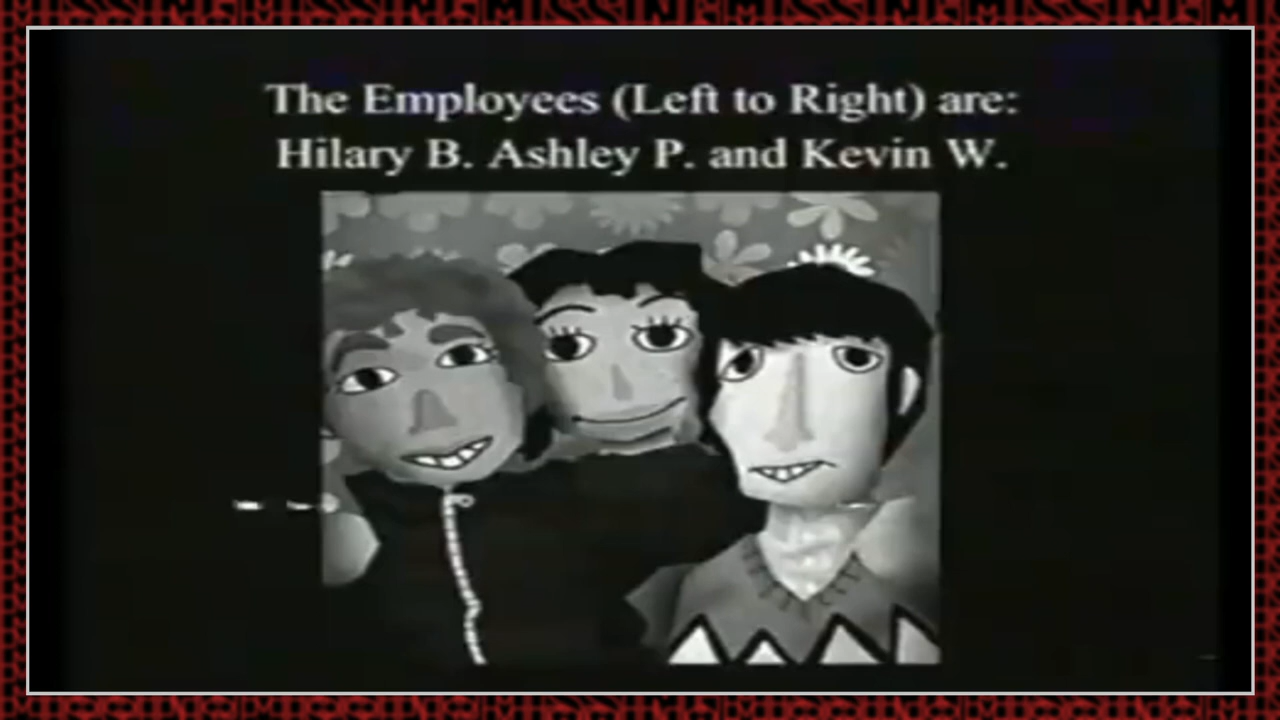 The Employees (Left to Right) are:
Hilary B. Ashley P. and Kevin W.